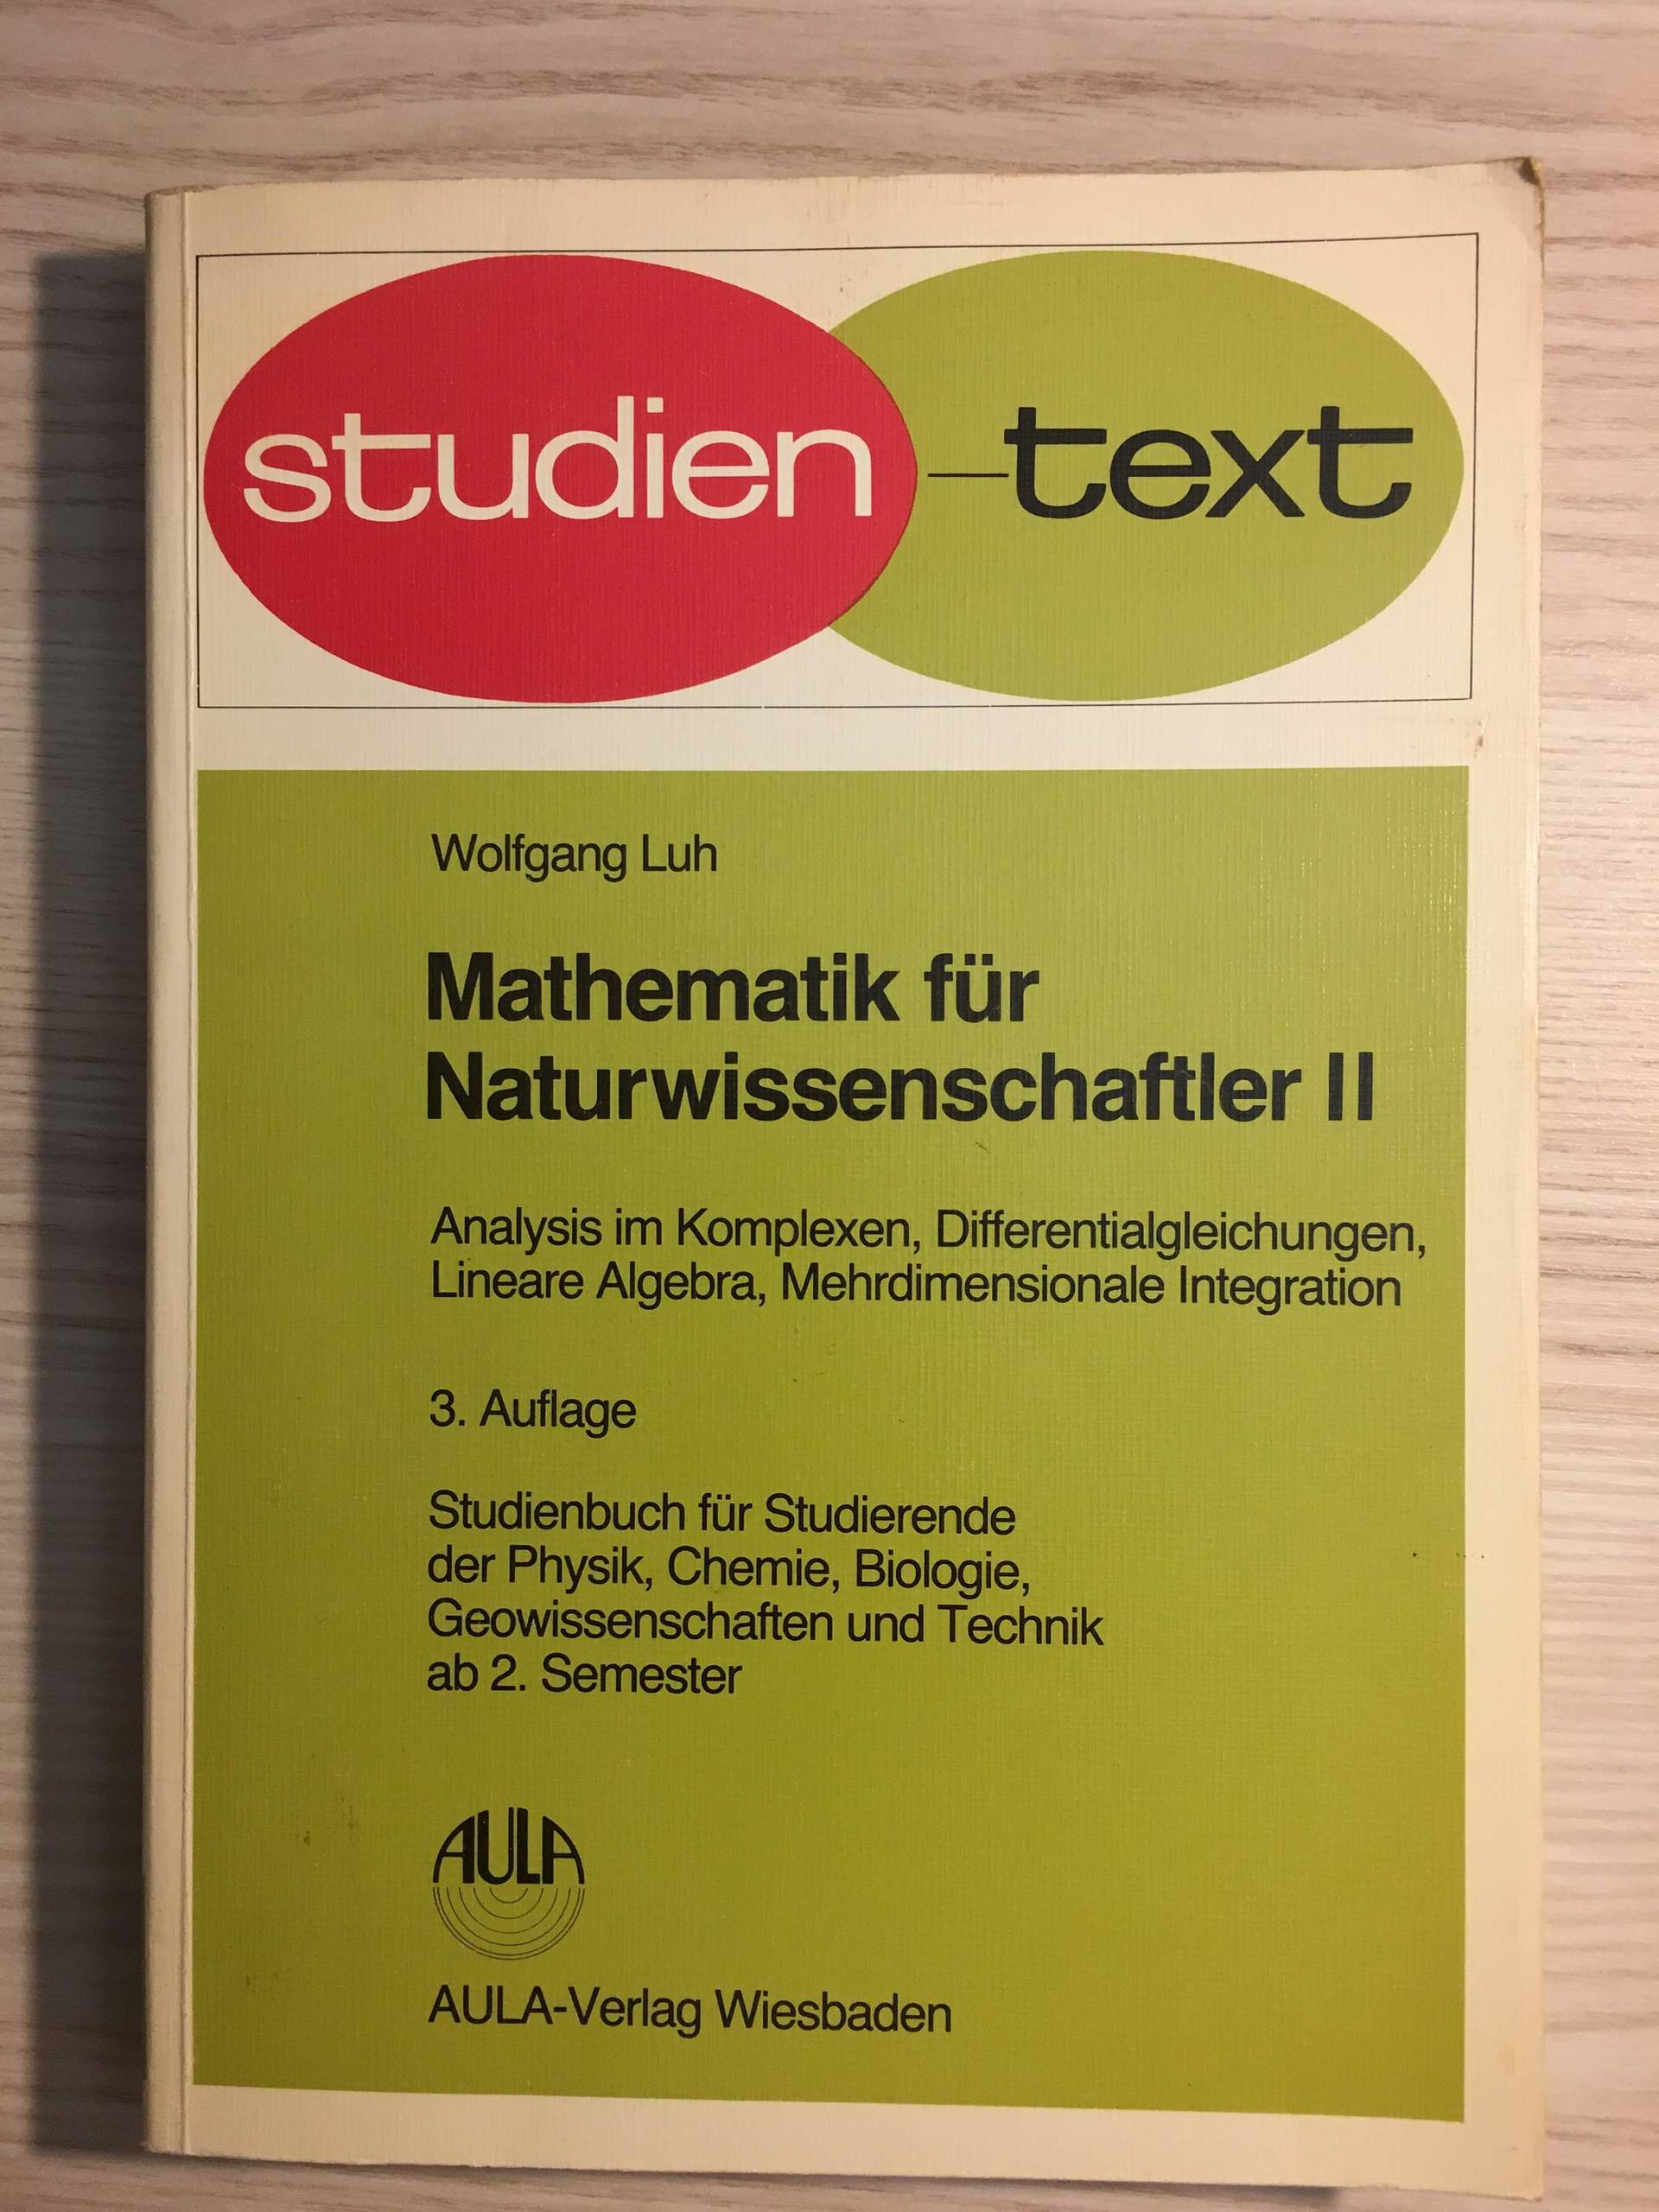 studien-text
Wolfgang Luh
Mathematik für
Naturwissenschaftler II
Analysis im Komplexen, Differentialgleichungen,
Lineare Algebra, Mehrdimensionale Integration
3. Auflage
Studienbuch für Studierende
der Physik, Chemie, Biologie,
Geowissenschaften und Technik
ab 2. Semester
AULA
AULA-Verlag Wiesbaden